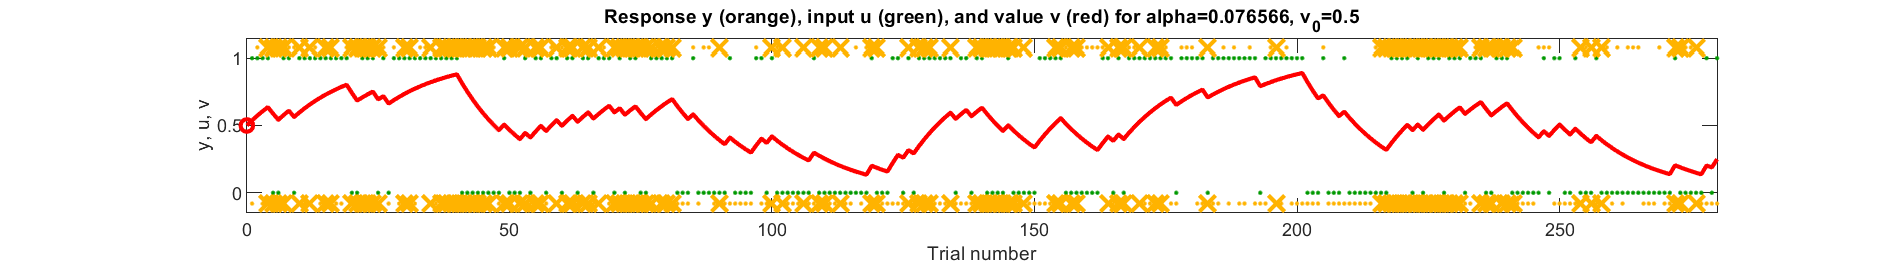 Response y (orange), input u (green), and value v (red) for alpha=0.076566, v0=0.5
y, u, v
1
0.5
0
0 50 100 150 200 250
Trial number